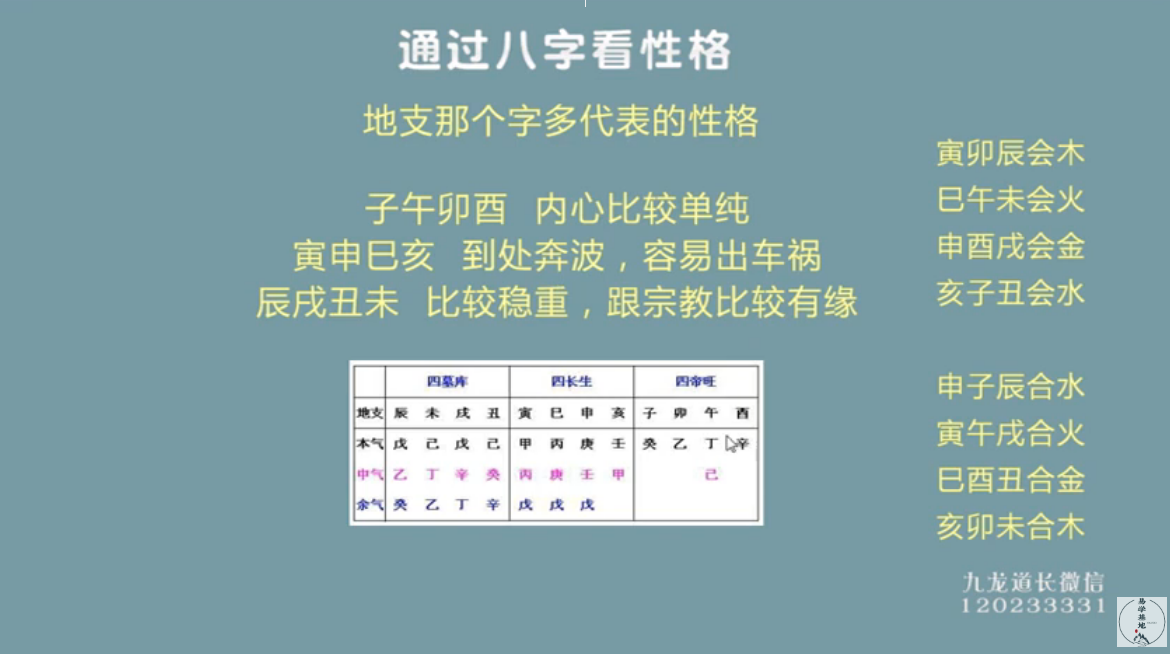 通过八字看性格
地支那个字多代表的性格
子午卯酉 内心比较单纯
寅申巳亥 到处奔波，容易出车祸
辰戌丑未 比较稳重，跟宗教比较有缘
寅卯辰会木
巳午未会火
申酉戌会金
亥子丑会水
申子辰合水
寅午戌合火
巳酉丑合金
亥卯未合木
四墓库 四长生 四帝旺
地支 辰 未 戌 丑 寅 巳 申 亥 子 卯 午 酉
本气 戊 己 戊 己 甲 丙 庚 壬 癸 乙 丁 辛
中气 乙 丁 辛 癸 丙 庚 壬 甲 己
余气 癸 乙 丁 辛 戊 戊 戊
九龙道长微信
120233331
易学基地